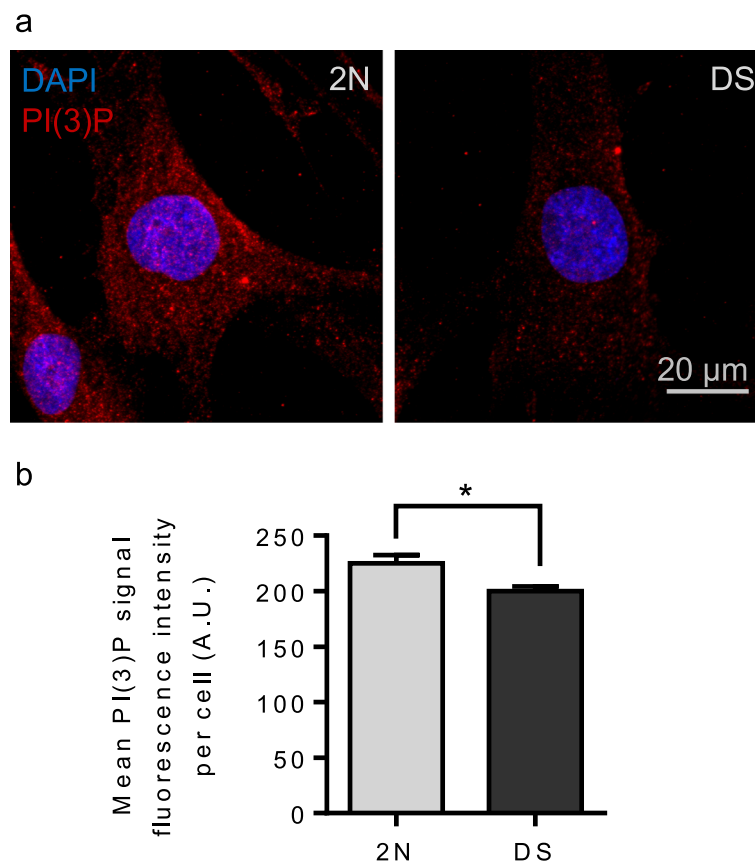 a
DAPI
PI(3)P
2N
DS
20 µm
b
Mean PI(3)P signal
fluorescence intensity
per cell (A.U.)
*
250
200
150
100
50
0
2N
DS